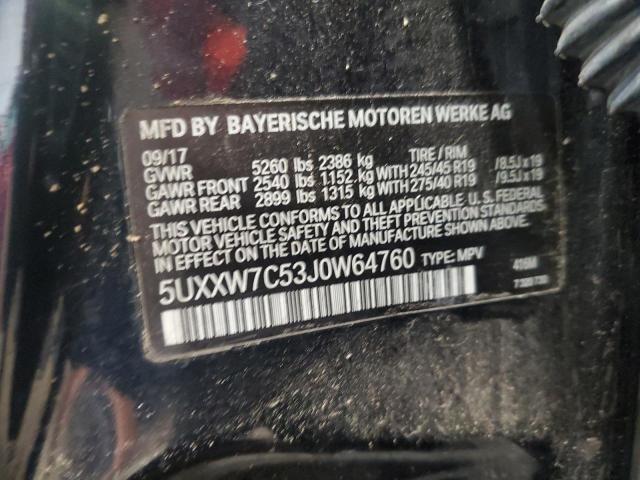 MFD BY BAYERISCHE MOTOREN WERKE AG
09/17 TIRE / RIM
GVWR 5260 lbs 2386 kg
GAWR FRONT 2540 lbs 1152 kg WITH 245/45 R19 /8.5J x 19
GAWR REAR 2899 lbs 1315 kg WITH 275/40 R19 /9.5J x 19
THIS VEHICLE CONFORMS TO ALL APPLICABLE U.S. FEDERAL
MOTOR VEHICLE SAFETY AND THEFT PREVENTION STANDARDS
IN EFFECT ON THE DATE OF MANUFACTURE SHOWN ABOVE.
5UXXW7C53J0W64760 TYPE: MPV 416M